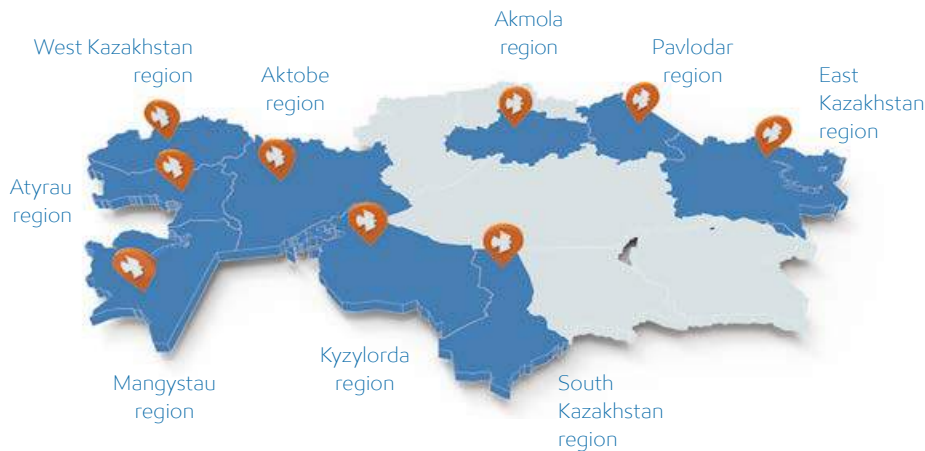 Akmola
region
West Kazakhstan
region
Aktobe
region
Pavlodar
region
East
Kazakhstan
region
Atyrau
region
Kyzylorda
region
Mangystau
region
South
Kazakhstan
region